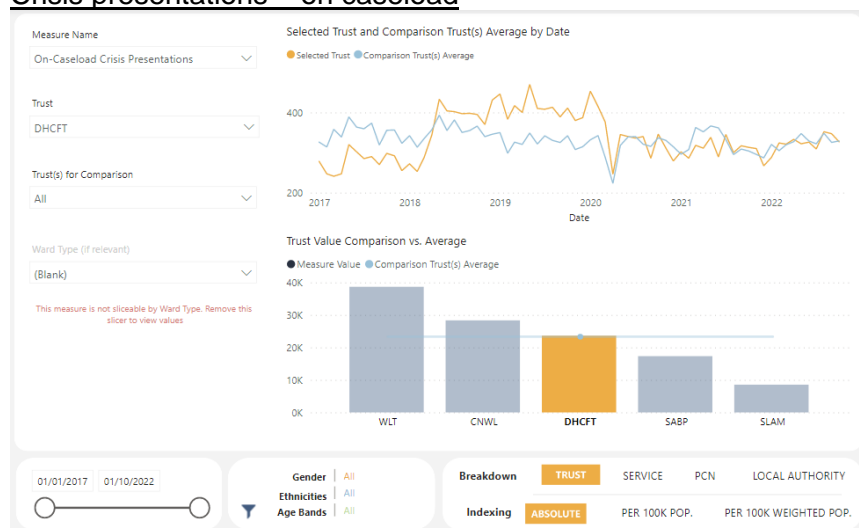 Crisis presentations – on caseload
Measure Name
On-Caseload Crisis Presentations
Trust
DHCFT
Trust(s) for Comparison
All
Ward Type (if relevant)
(Blank)
This measure is not sliceable by Ward Type. Remove this
slicer to view values
Selected Trust and Comparison Trust(s) Average by Date
Selected Trust Comparison Trust(s) Average
400
200
2017 2018 2019 2020 2021 2022
Date
Trust Value Comparison vs. Average
Measure Value Comparison Trust(s) Average
40K
30K
20K
10K
0K
WLT CNWL DHCFT SABP SLAM
01/01/2017 01/10/2022
Gender All
Ethnicities All
Age Bands All
Breakdown TRUST SERVICE PCN LOCAL AUTHORITY
Indexing ABSOLUTE PER 100K POP. PER 100K WEIGHTED POP.